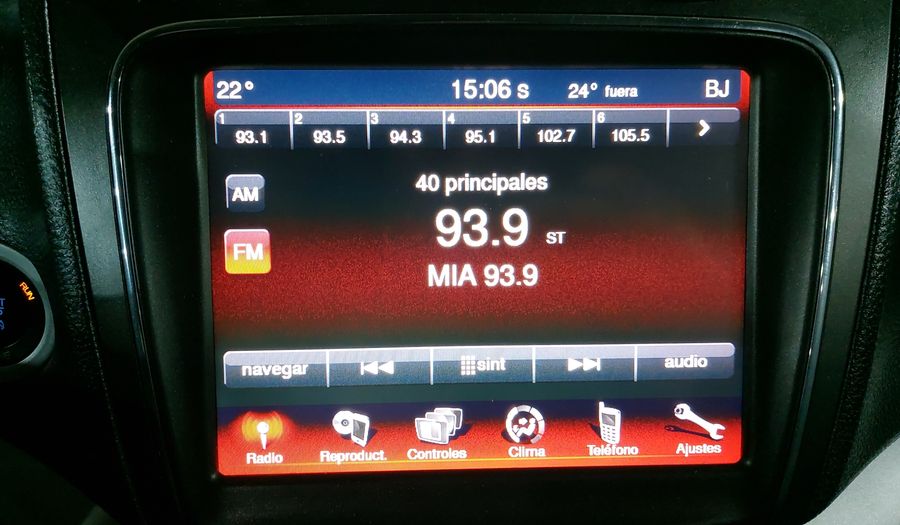 22° 15:06 s 24° fuera BJ
1 93.1 2 93.5 3 94.3 4 95.1 5 102.7 6 105.5
AM
40 principales
FM
93.9 ST
MIA 93.9
navegar sint audio
Radio Reproduct. Controles Clima Teléfono Ajustes
RUN